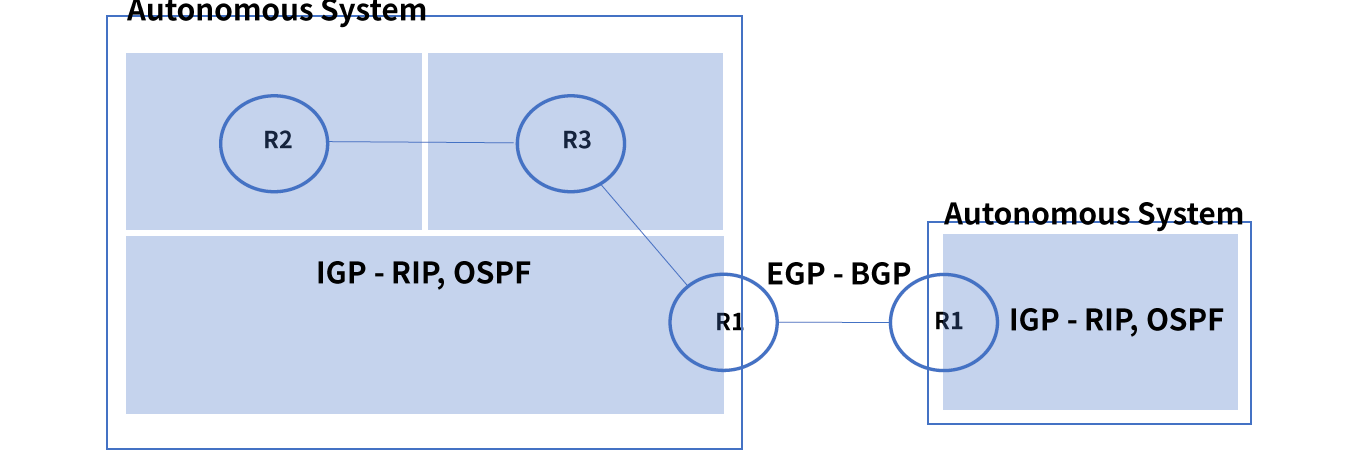 Autonomous System
R2
R3
Autonomous System
IGP - RIP, OSPF
EGP - BGP
R1
R1
IGP - RIP, OSPF